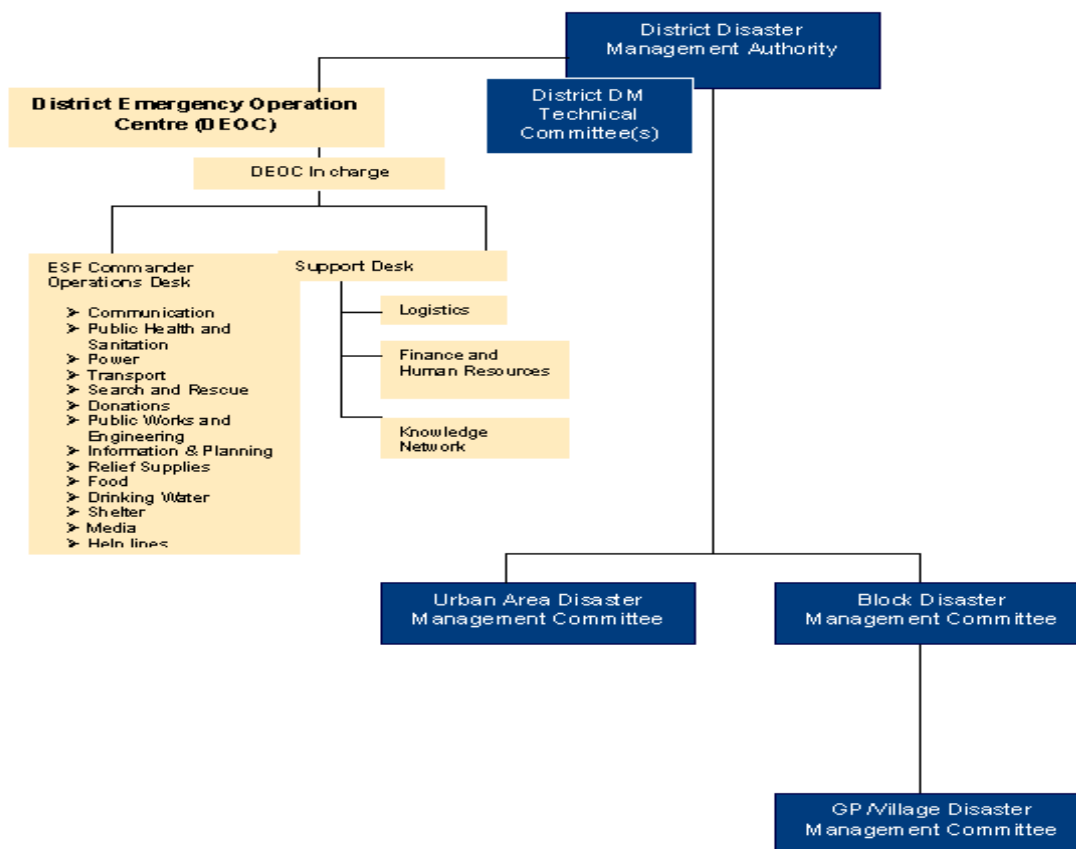 District Disaster
Management Authority
District DM
Technical
Committee(s)
District Emergency Operation
Centre (DEOC)
DEOC In charge
ESF Commander
Operations Desk
➢ Communication
➢ Public Health and
Sanitation
➢ Power
➢ Transport
➢ Search and Rescue
➢ Donations
➢ Public Works and
Engineering
➢ Information & Planning
➢ Relief Supplies
➢ Food
➢ Drinking Water
➢ Shelter
➢ Media
➢ Help lines
Support Desk
Logistics
Finance and
Human Resources
Knowledge
Network
Urban Area Disaster
Management Committee
Block Disaster
Management Committee
GP/Village Disaster
Management Committee